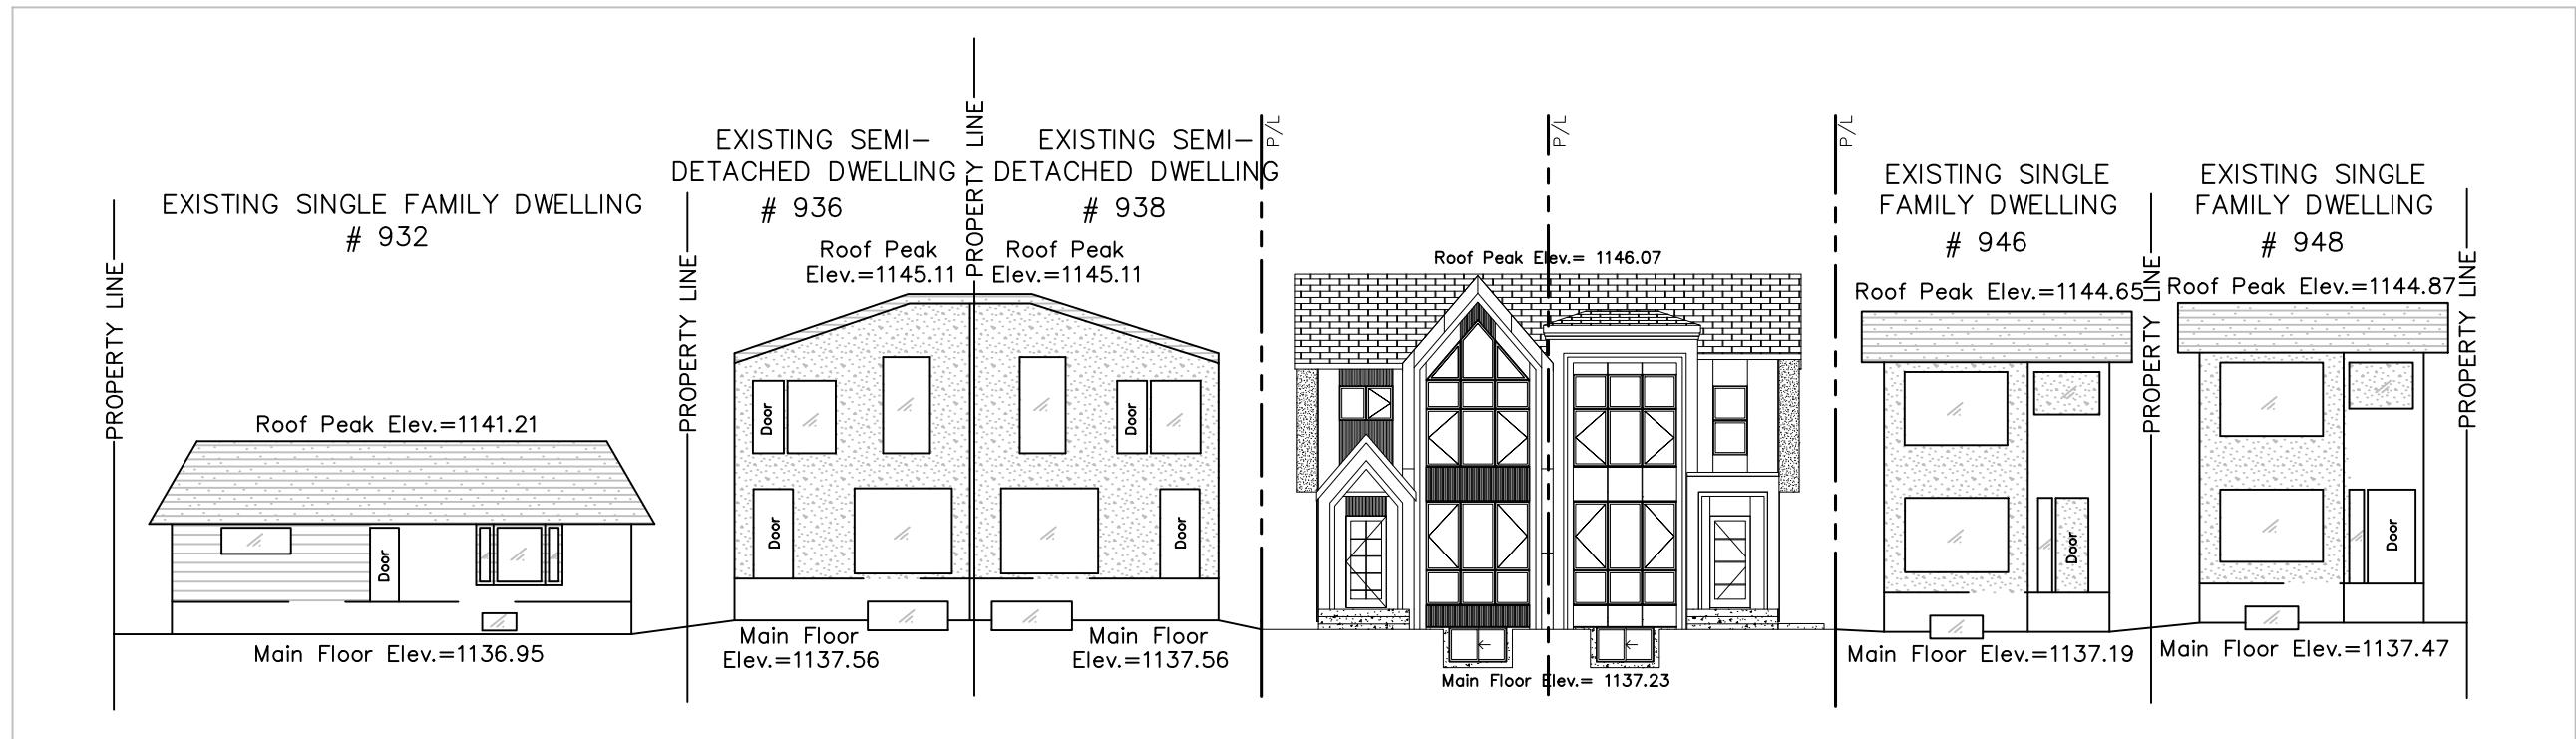 PROPERTY LINE
EXISTING SINGLE FAMILY DWELLING
# 932
Roof Peak Elev.=1141.21
Door
Main Floor Elev.=1136.95
PROPERTY LINE
EXISTING SEMI-
DETACHED DWELLING
# 936
Roof Peak
Elev.=1145.11
Door
Door
Main Floor
Elev.=1137.56
PROPERTY LINE
EXISTING SEMI-
DETACHED DWELLING
# 938
Roof Peak
Elev.=1145.11
Door
Door
Main Floor
Elev.=1137.56
P/L
Roof Peak Elev.= 1146.07
P/L
Main Floor Elev.= 1137.23
P/L
EXISTING SINGLE
FAMILY DWELLING
# 946
Roof Peak Elev.=1144.65
Door
Main Floor Elev.=1137.19
PROPERTY LINE
EXISTING SINGLE
FAMILY DWELLING
# 948
Roof Peak Elev.=1144.87
Door
Main Floor Elev.=1137.47
PROPERTY LINE